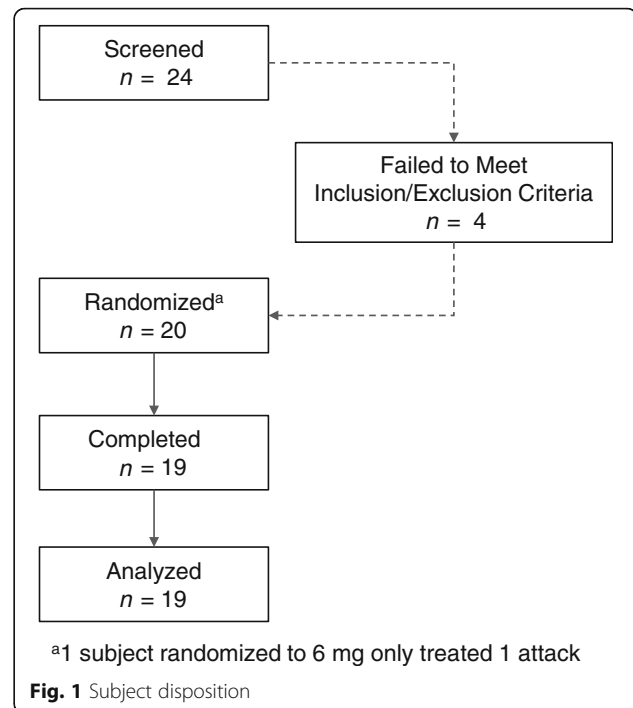 Screened
n = 24
Failed to Meet
Inclusion/Exclusion Criteria
n = 4
Randomizedᵃ
n = 20
Completed
n = 19
Analyzed
n = 19
ᵃ1 subject randomized to 6 mg only treated 1 attack
Fig. 1 Subject disposition